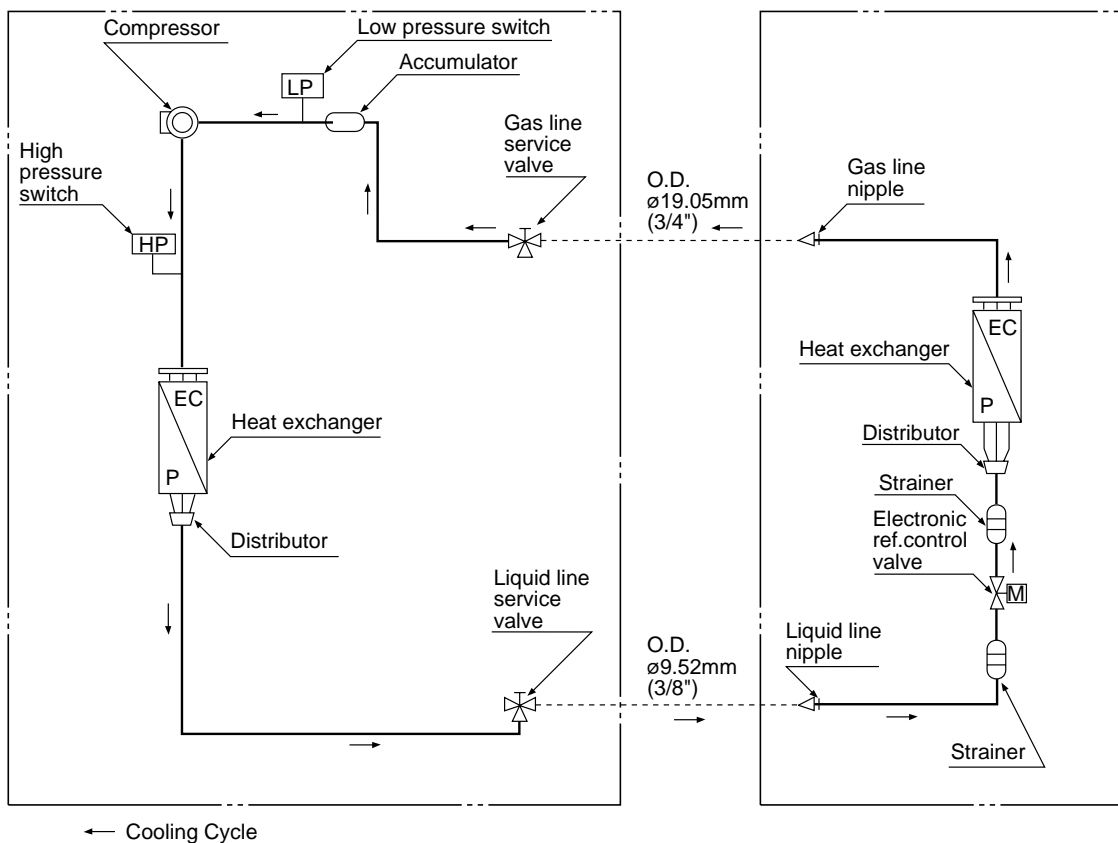 Compressor
Low pressure switch
LP
Accumulator
High
pressure
switch
HP
Gas line
service
valve
O.D.
ø19.05mm
(3/4")
Gas line
nipple
EC
P
Heat exchanger
Distributor
EC
P
Heat exchanger
Distributor
Strainer
Electronic
ref.control
valve
M
Liquid line
service
valve
O.D.
ø9.52mm
(3/8")
Liquid line
nipple
Strainer
Cooling Cycle